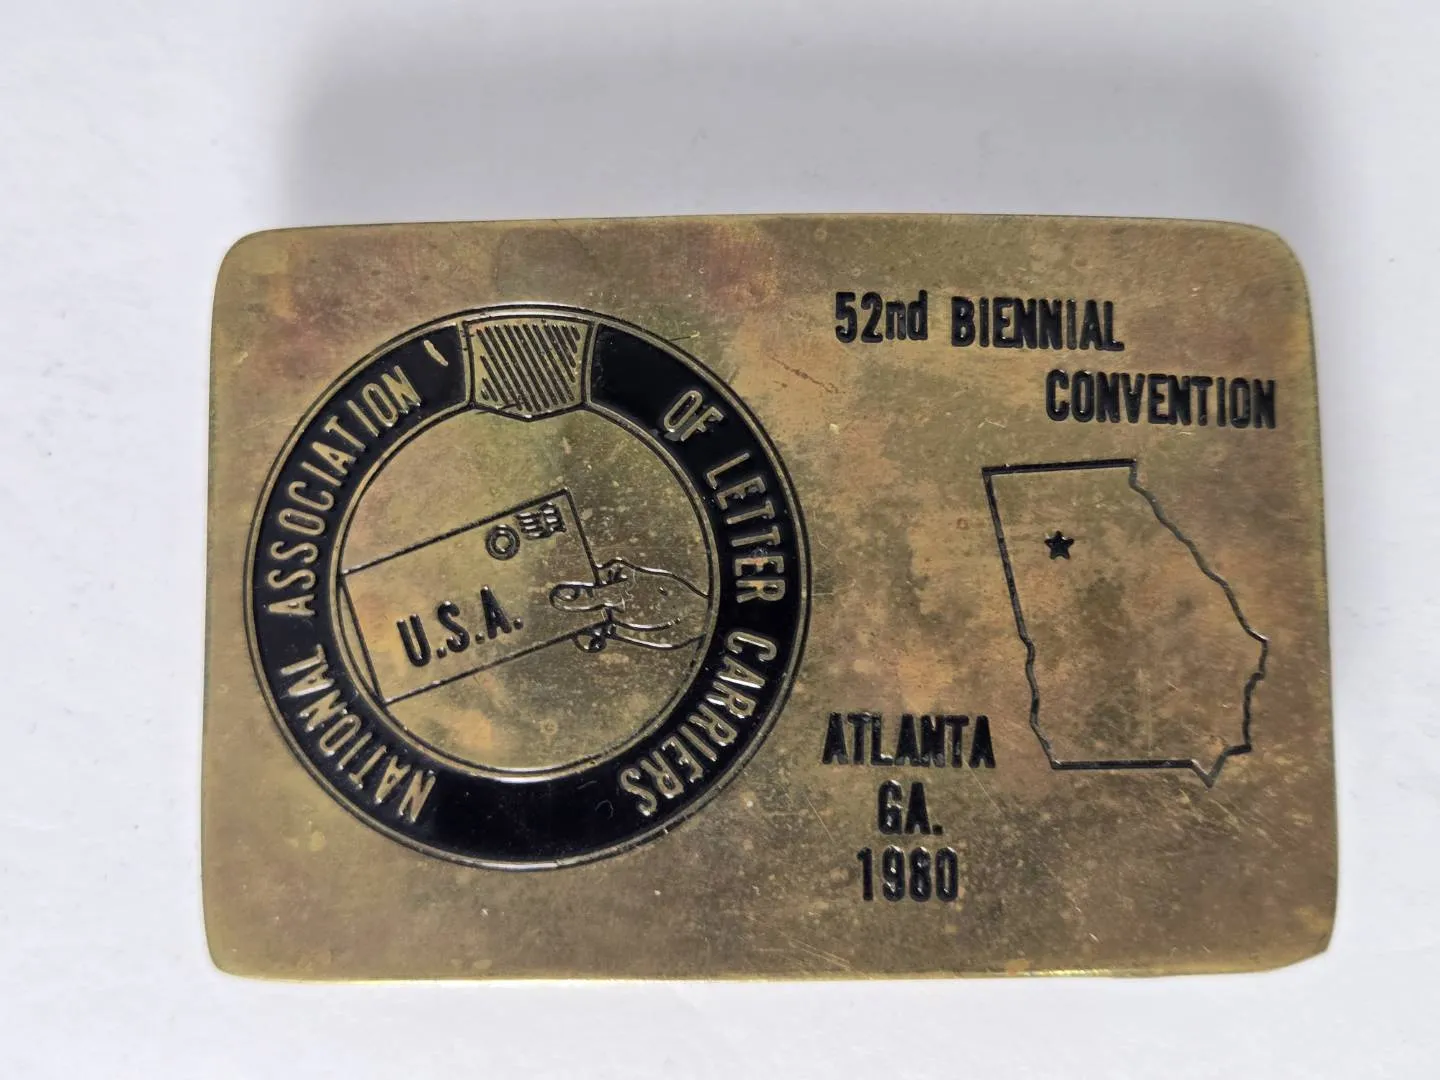 NATIONAL ASSOCIATION OF LETTER CARRIERS
U.S.A.
52nd BIENNIAL
CONVENTION
ATLANTA
GA.
1980